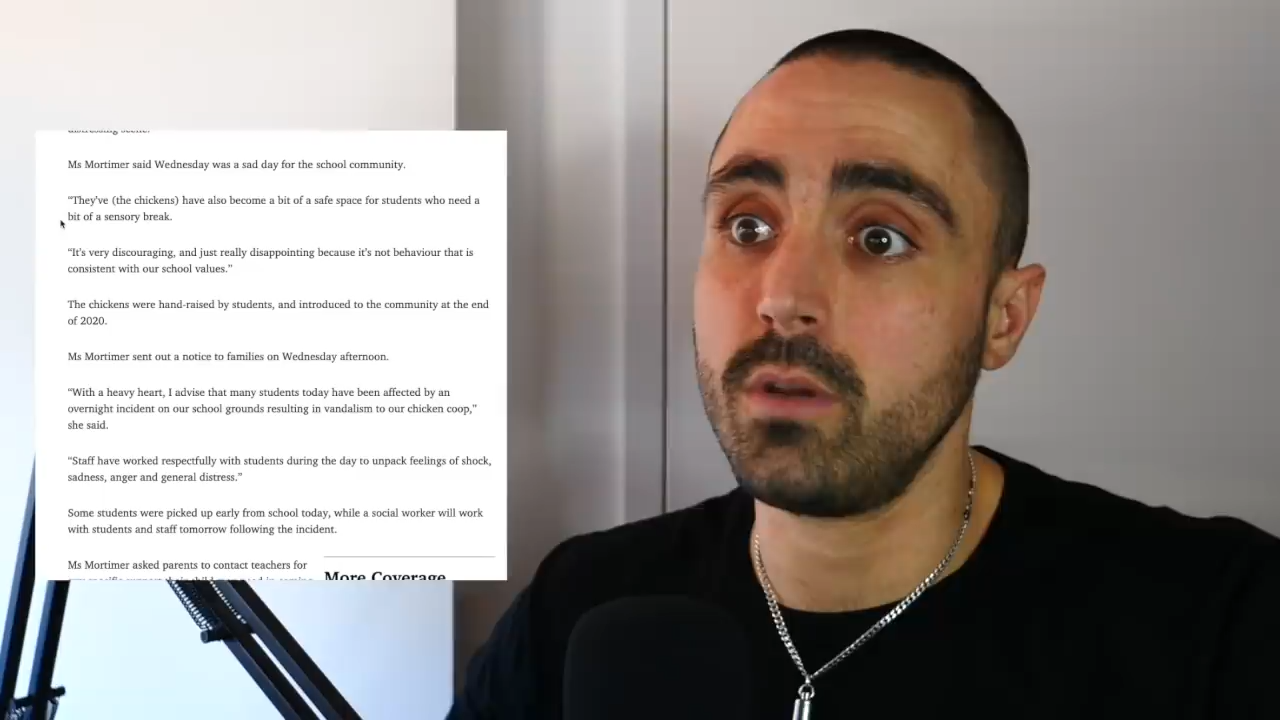 distressing scene.
Ms Mortimer said Wednesday was a sad day for the school community.
“They’ve (the chickens) have also become a bit of a safe space for students who need a
bit of a sensory break.
“It’s very discouraging, and just really disappointing because it’s not behaviour that is
consistent with our school values.”
The chickens were hand-raised by students, and introduced to the community at the end
of 2020.
Ms Mortimer sent out a notice to families on Wednesday afternoon.
“With a heavy heart, I advise that many students today have been affected by an
overnight incident on our school grounds resulting in vandalism to our chicken coop,”
she said.
“Staff have worked respectfully with students during the day to unpack feelings of shock,
sadness, anger and general distress.”
Some students were picked up early from school today, while a social worker will work
with students and staff tomorrow following the incident.
Ms Mortimer asked parents to contact teachers for
More Coverage